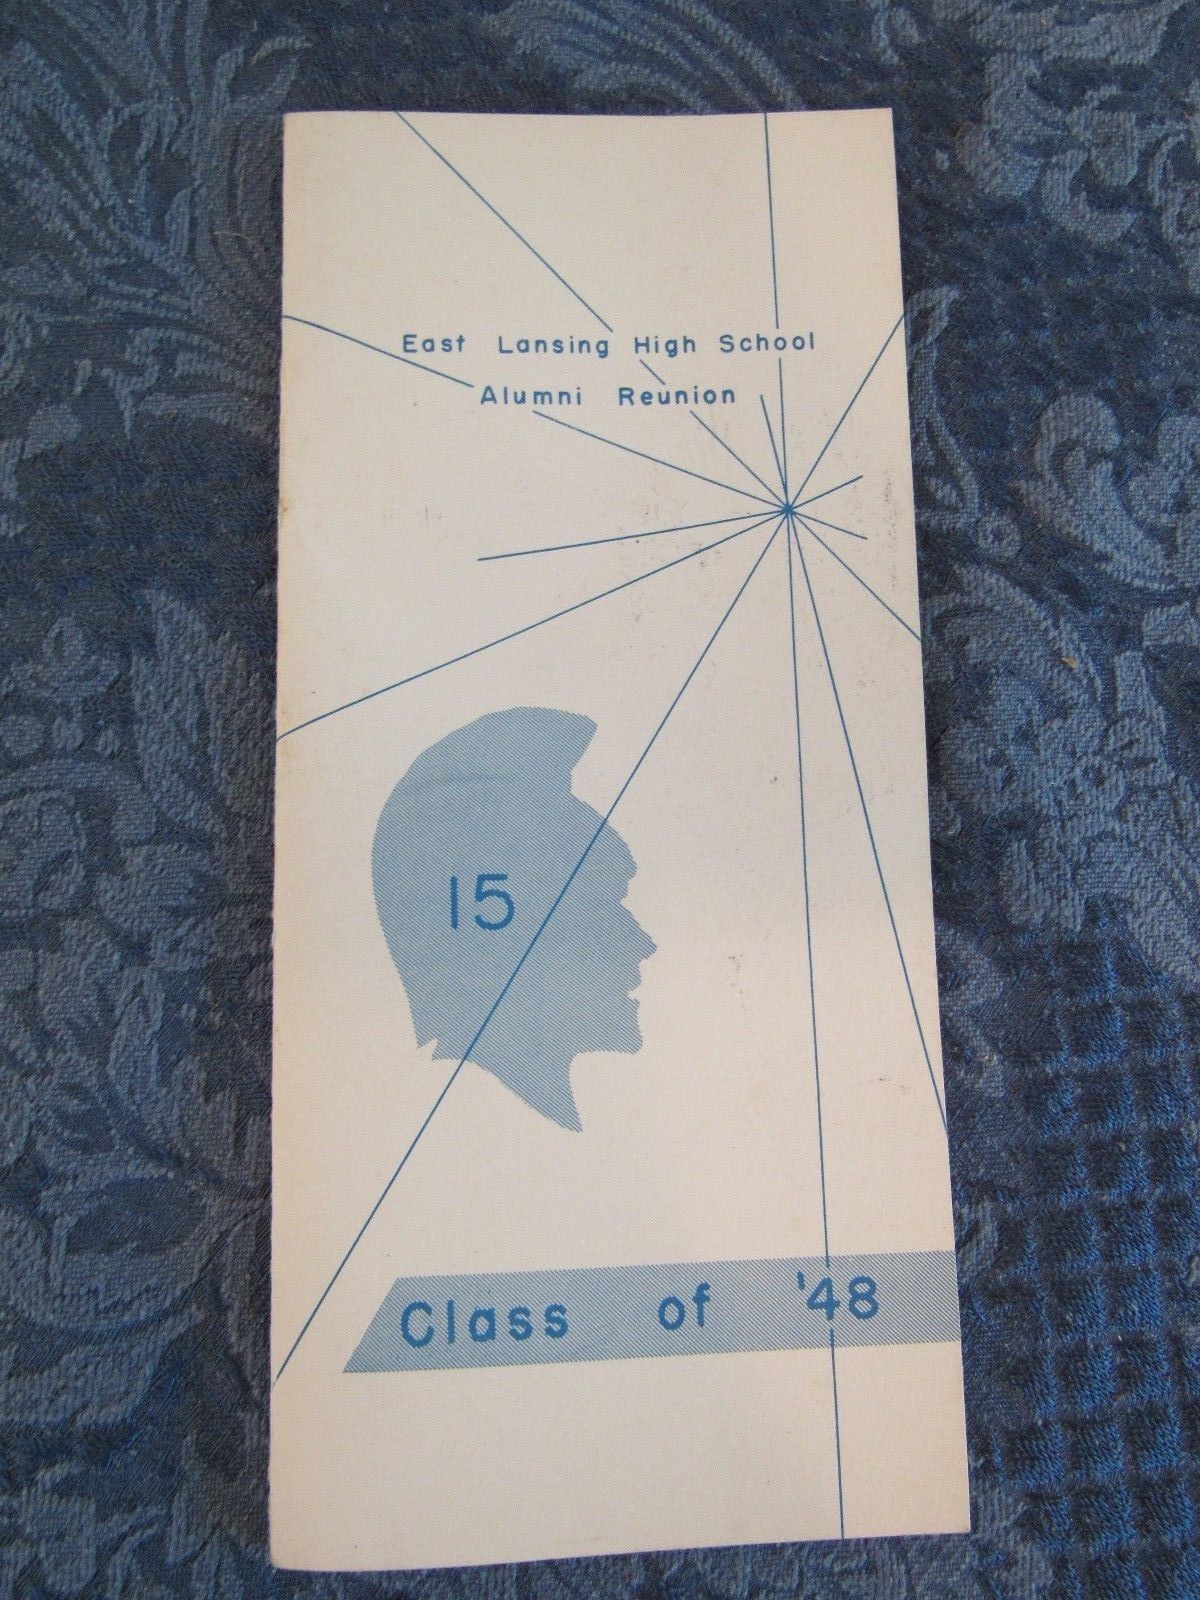 East Lansing High School
Alumni Reunion
15
Class of '48